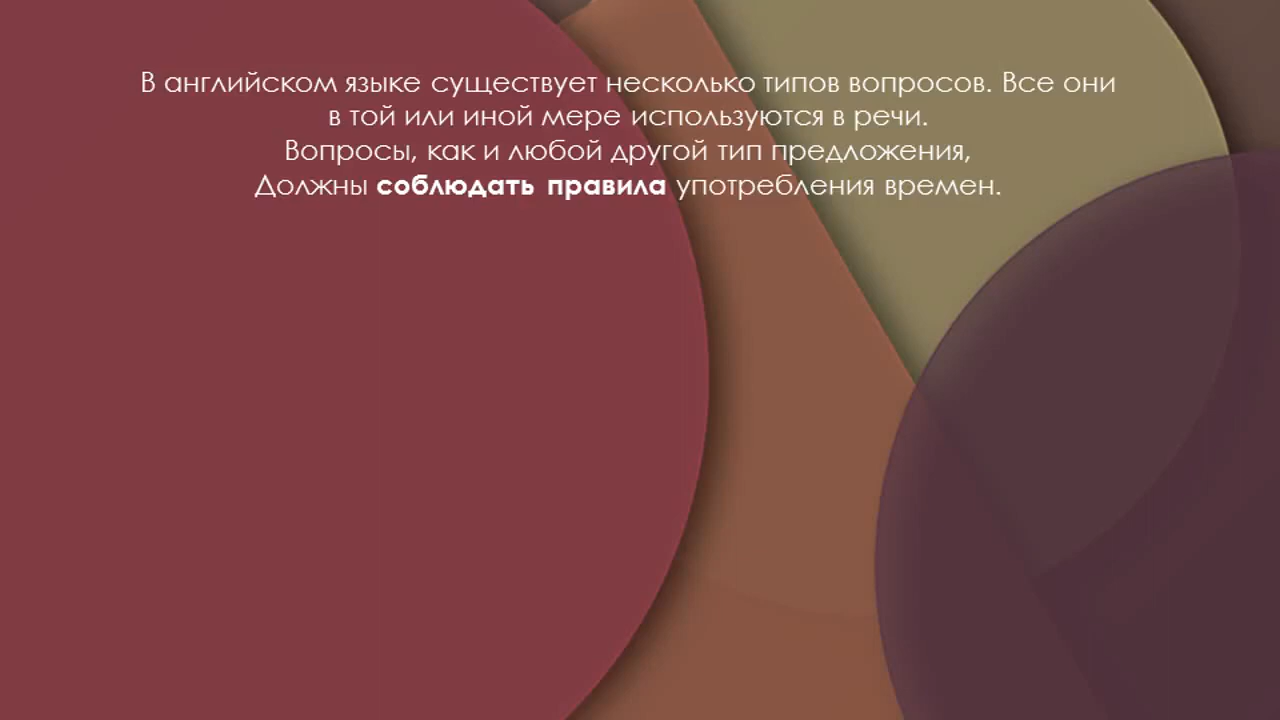 В английском языке существует несколько типов вопросов. Все они
в той или иной мере используются в речи.
Вопросы, как и любой другой тип предложения,
Должны соблюдать правила употребления времен.